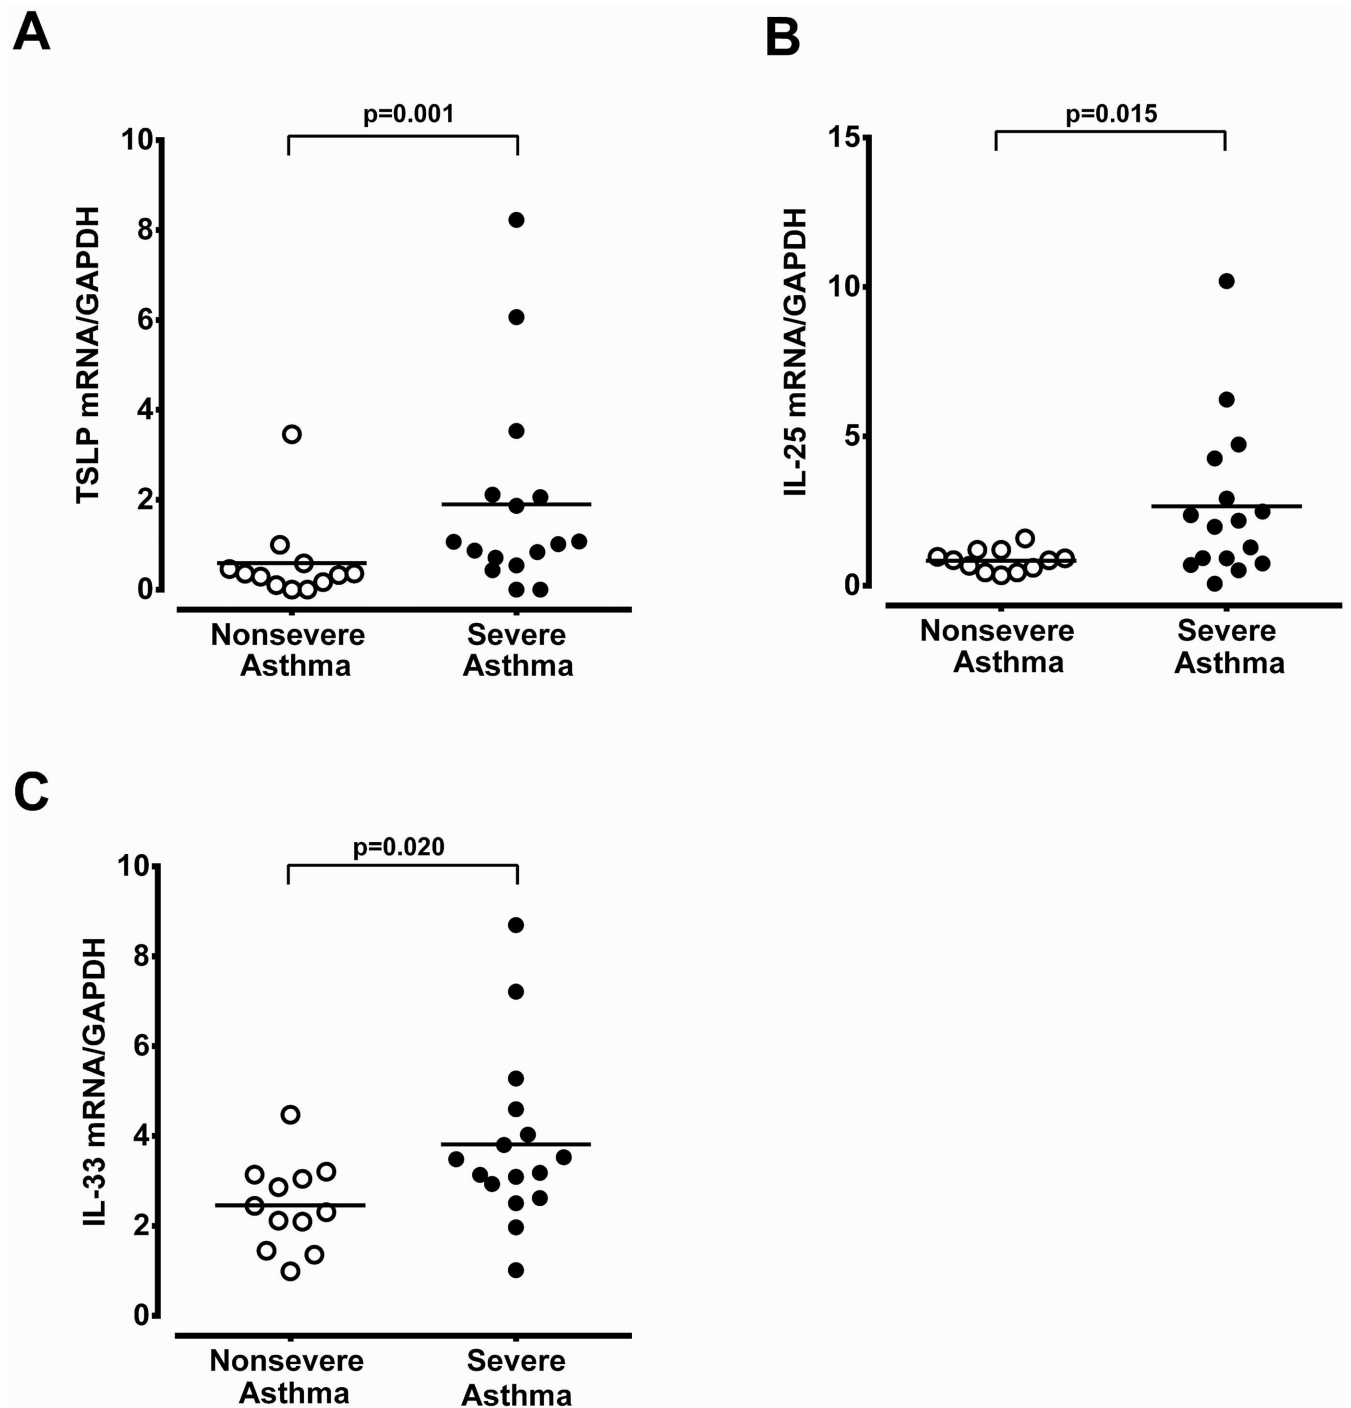 A
p=0.001
TSLP mRNA/GAPDH
10
8
6
4
2
0
Nonsevere
Asthma
Severe
Asthma
B
p=0.015
IL-25 mRNA/GAPDH
15
10
5
0
Nonsevere
Asthma
Severe
Asthma
C
p=0.020
IL-33 mRNA/GAPDH
10
8
6
4
2
0
Nonsevere
Asthma
Severe
Asthma